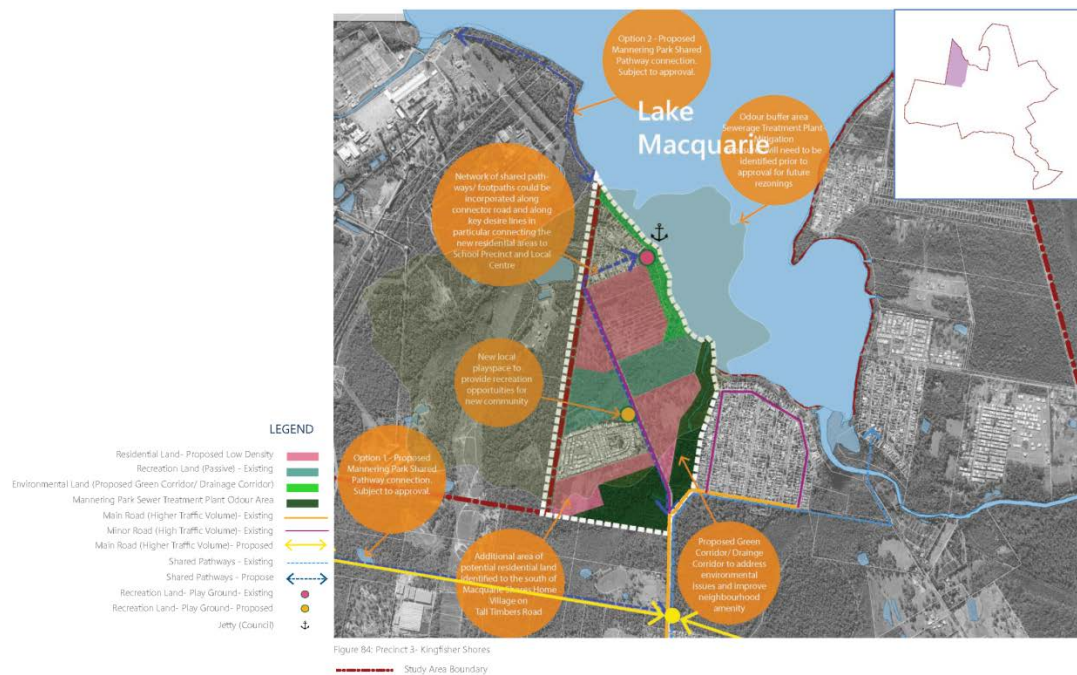 Option 2 - Proposed
Mannering Park Shared
Pathway connection.
Subject to approval.
Lake
Macquarie
Odour buffer area
Sewerage Treatment Plant
Mitigation
will need to be
identified prior to
approval for future
rezonings
Network of shared path-
ways/ footpaths could be
incorporated along
connector road and along
key desire lines in
particular connecting the
new residential areas to
School Precinct and Local
Centre
New local
playspace to
provide recreation
opportuities for
new community
Option 1 - Proposed
Mannering Park Shared
Pathway connection.
Subject to approval.
Additional area of
potential residential land
identified to the south of
Macquarie Shores Home
Village on
Tall Timbers Road
Proposed Green
Corridor/ Drainge
Corridor to address
environmental
issues and improve
neighbourhood
amenity
LEGEND
Residential Land- Proposed Low Density
Recreation Land (Passive) - Existing
Environmental Land (Proposed Green Corridor/ Drainage Corridor)
Mannering Park Sewer Treatment Plant Odour Area
Main Road (Higher Traffic Volume)- Existing
Minor Road (High Traffic Volume)- Existing
Main Road (Higher Traffic Volume)- Proposed
Shared Pathways - Existing
Shared Pathways - Propose
Recreation Land- Play Ground- Existing
Recreation Land- Play Ground- Proposed
Jetty (Council)
Figure 84: Precinct 3- Kingfisher Shores
Study Area Boundary